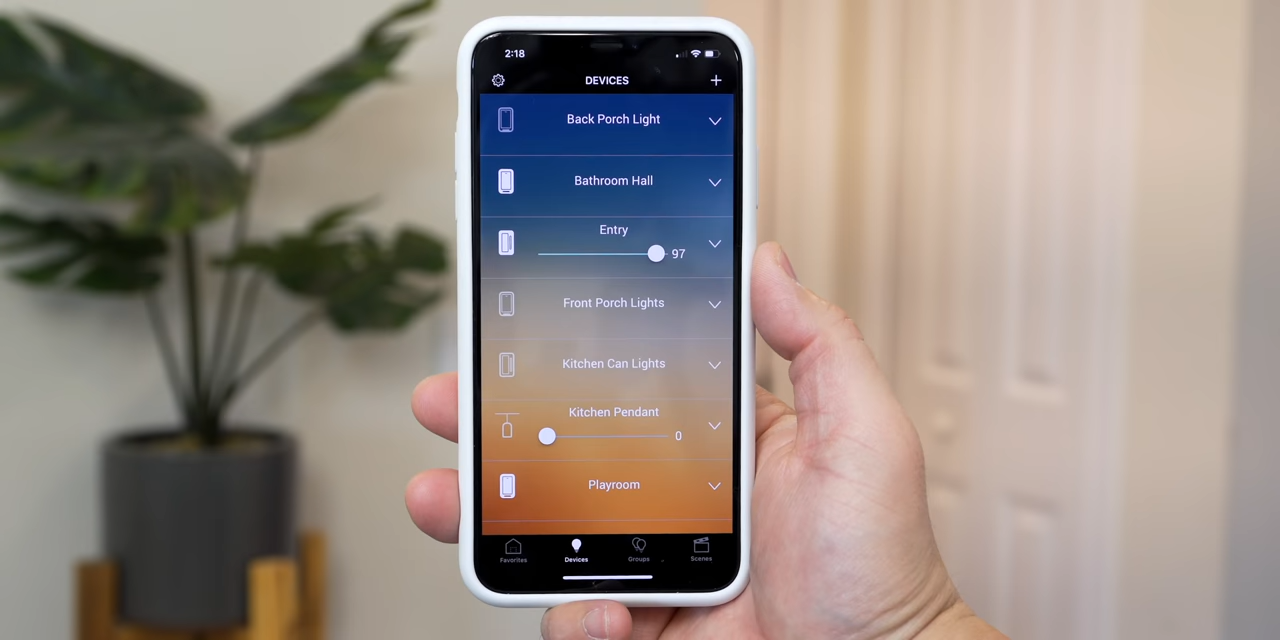 2:18
DEVICES
Back Porch Light
Bathroom Hall
Entry
97
Front Porch Lights
Kitchen Can Lights
Kitchen Pendant
0
Playroom
Favorites Devices Groups Scenes